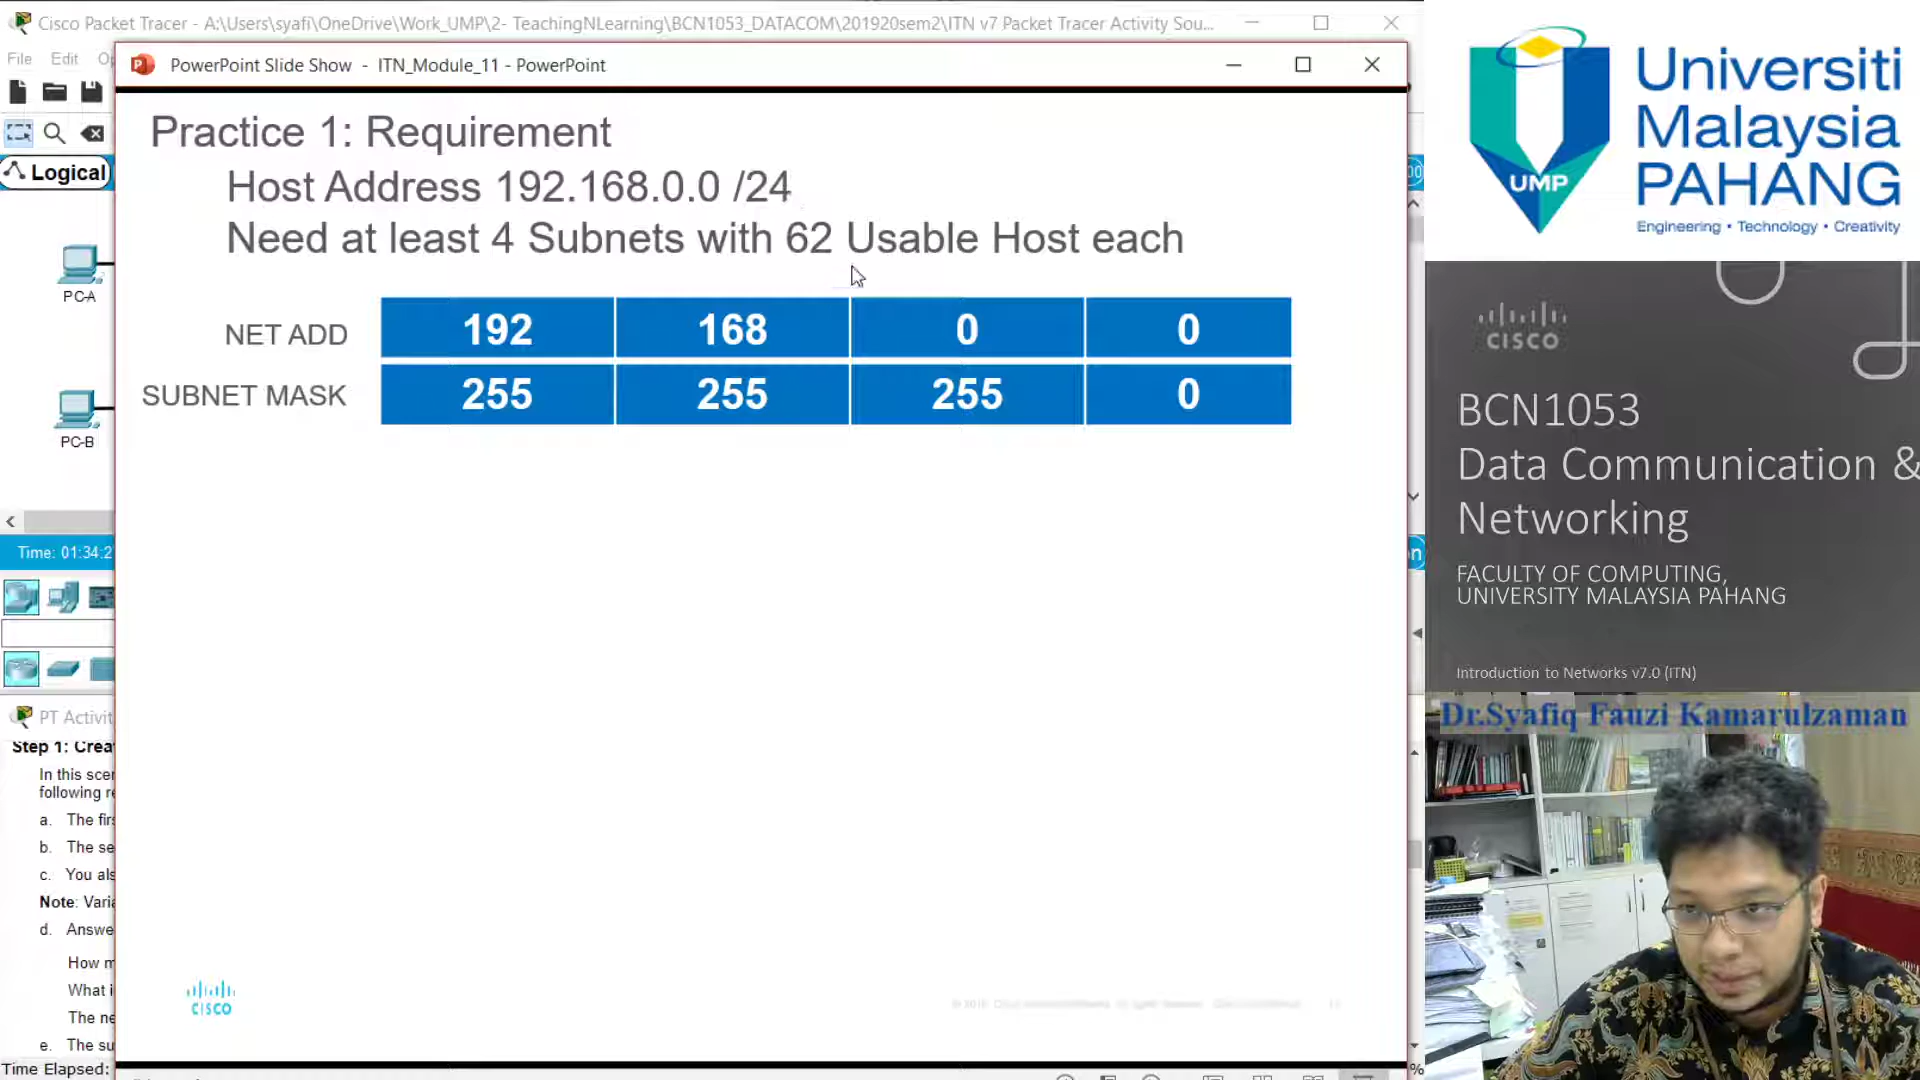 Cisco Packet Tracer - A:\Users\syafi\OneDrive\Work_UMP\2- TeachingNLearning\BCN1053_DATACOM\201920sem2\ITN v7 Packet Tracer Activity Sou...
File Edit
PowerPoint Slide Show - ITN_Module_11 - PowerPoint
Logical
PC-A
PC-B
Time: 01:34:2
PT Activit
Step 1: Crea
In this scer
following re
a. The firs
b. The se
c. You als
Note: Varia
d. Answe
How m
What i
The ne
e. The su
Time Elapsed:
Practice 1: Requirement
Host Address 192.168.0.0 /24
Need at least 4 Subnets with 62 Usable Host each
NET ADD 192 168 0 0
SUBNET MASK 255 255 255 0
CISCO
%
UMP
Universiti
Malaysia
PAHANG
Engineering • Technology • Creativity
CISCO
BCN1053
Data Communication &
Networking
FACULTY OF COMPUTING,
UNIVERSITY MALAYSIA PAHANG
Introduction to Networks v7.0 (ITN)
Dr.Syafiq Fauzi Kamarulzaman